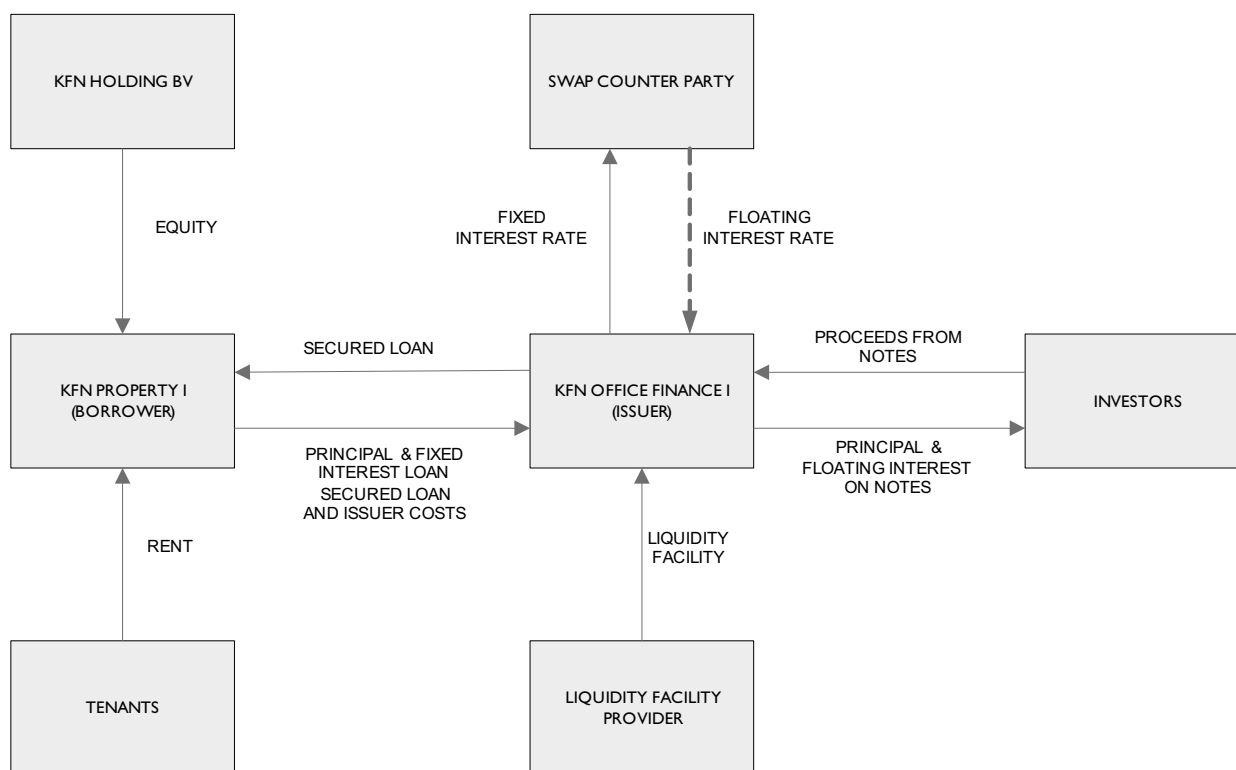 KFN HOLDING BV
SWAP COUNTER PARTY
EQUITY
FIXED
INTEREST RATE
FLOATING
INTEREST RATE
SECURED LOAN
PROCEEDS FROM
NOTES
KFN PROPERTY I
(BORROWER)
KFN OFFICE FINANCE I
(ISSUER)
INVESTORS
PRINCIPAL & FIXED
INTEREST LOAN
SECURED LOAN
AND ISSUER COSTS
PRINCIPAL &
FLOATING INTEREST
ON NOTES
RENT
LIQUIDITY
FACILITY
TENANTS
LIQUIDITY FACILITY
PROVIDER